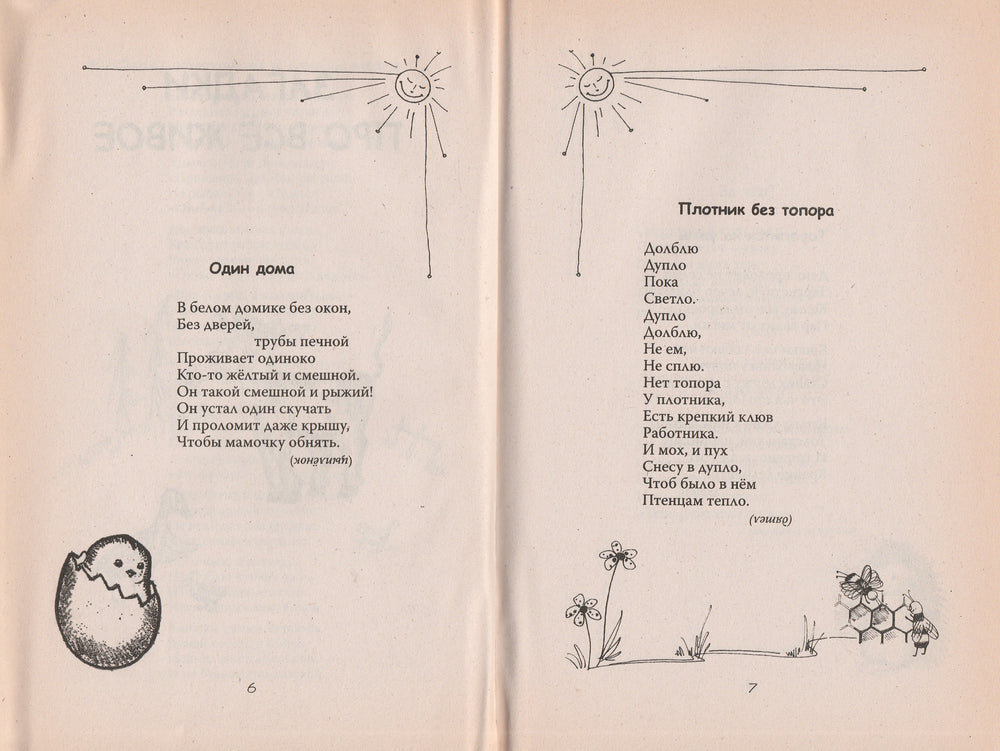 Один дома
В белом домике без окон,
Без дверей,
трубы печной
Проживает одиноко
Кто-то жёлтый и смешной.
Он такой смешной и рыжий!
Он устал один скучать
И проломит даже крышу,
Чтобы мамочку обнять.
(цыплёнок)
6
Плотник без топора
Долблю
Дупло
Пока
Светло.
Дупло
Долблю,
Не ем,
Не сплю.
Нет топора
У плотника,
Есть крепкий клюв
Работника.
И мох, и пух
Снесу в дупло,
Чтоб было в нём
Птенцам тепло.
(дятел)
7